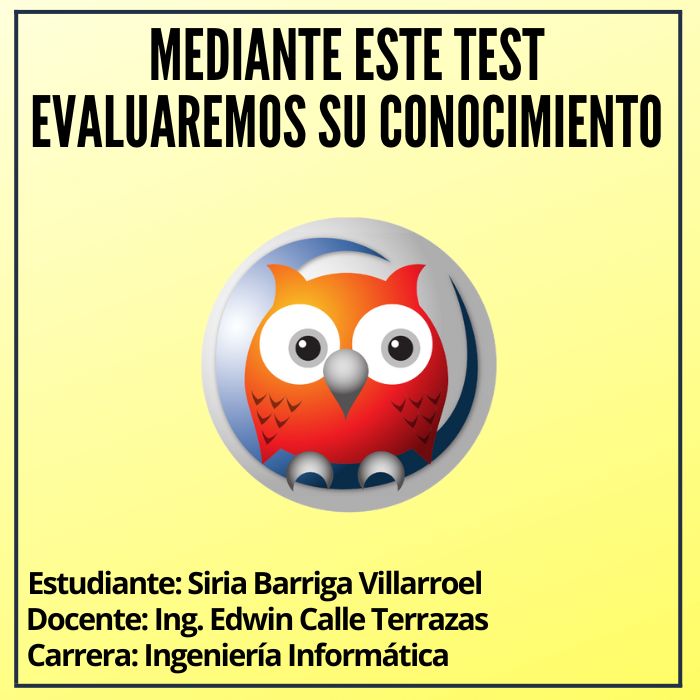 MEDIANTE ESTE TEST
EVALUAREMOS SU CONOCIMIENTO
Estudiante: Siria Barriga Villarroel
Docente: Ing. Edwin Calle Terrazas
Carrera: Ingeniería Informática